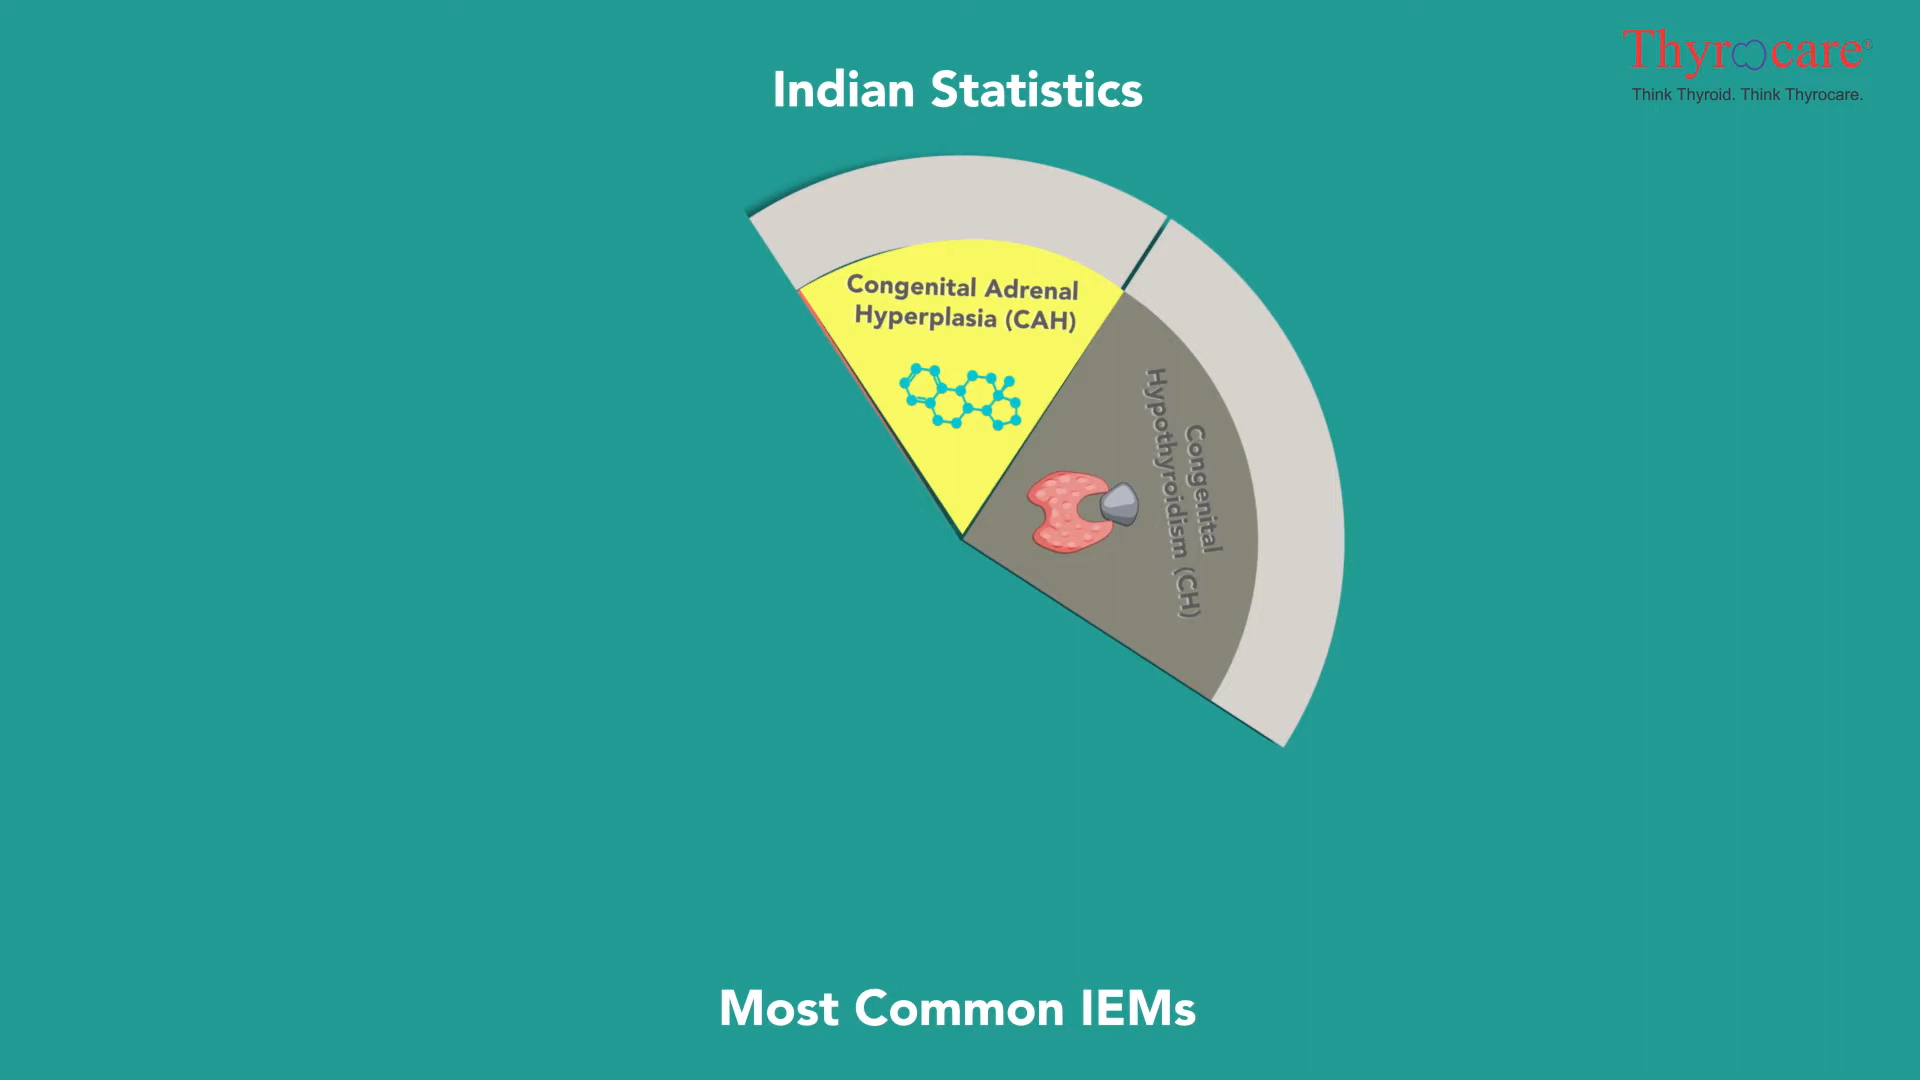 Thyrocare®
Think Thyroid. Think Thyrocare.
Indian Statistics
Congenital Adrenal
Hyperplasia (CAH)
Congenital
Hypothyroidism (CH)
Most Common IEMs